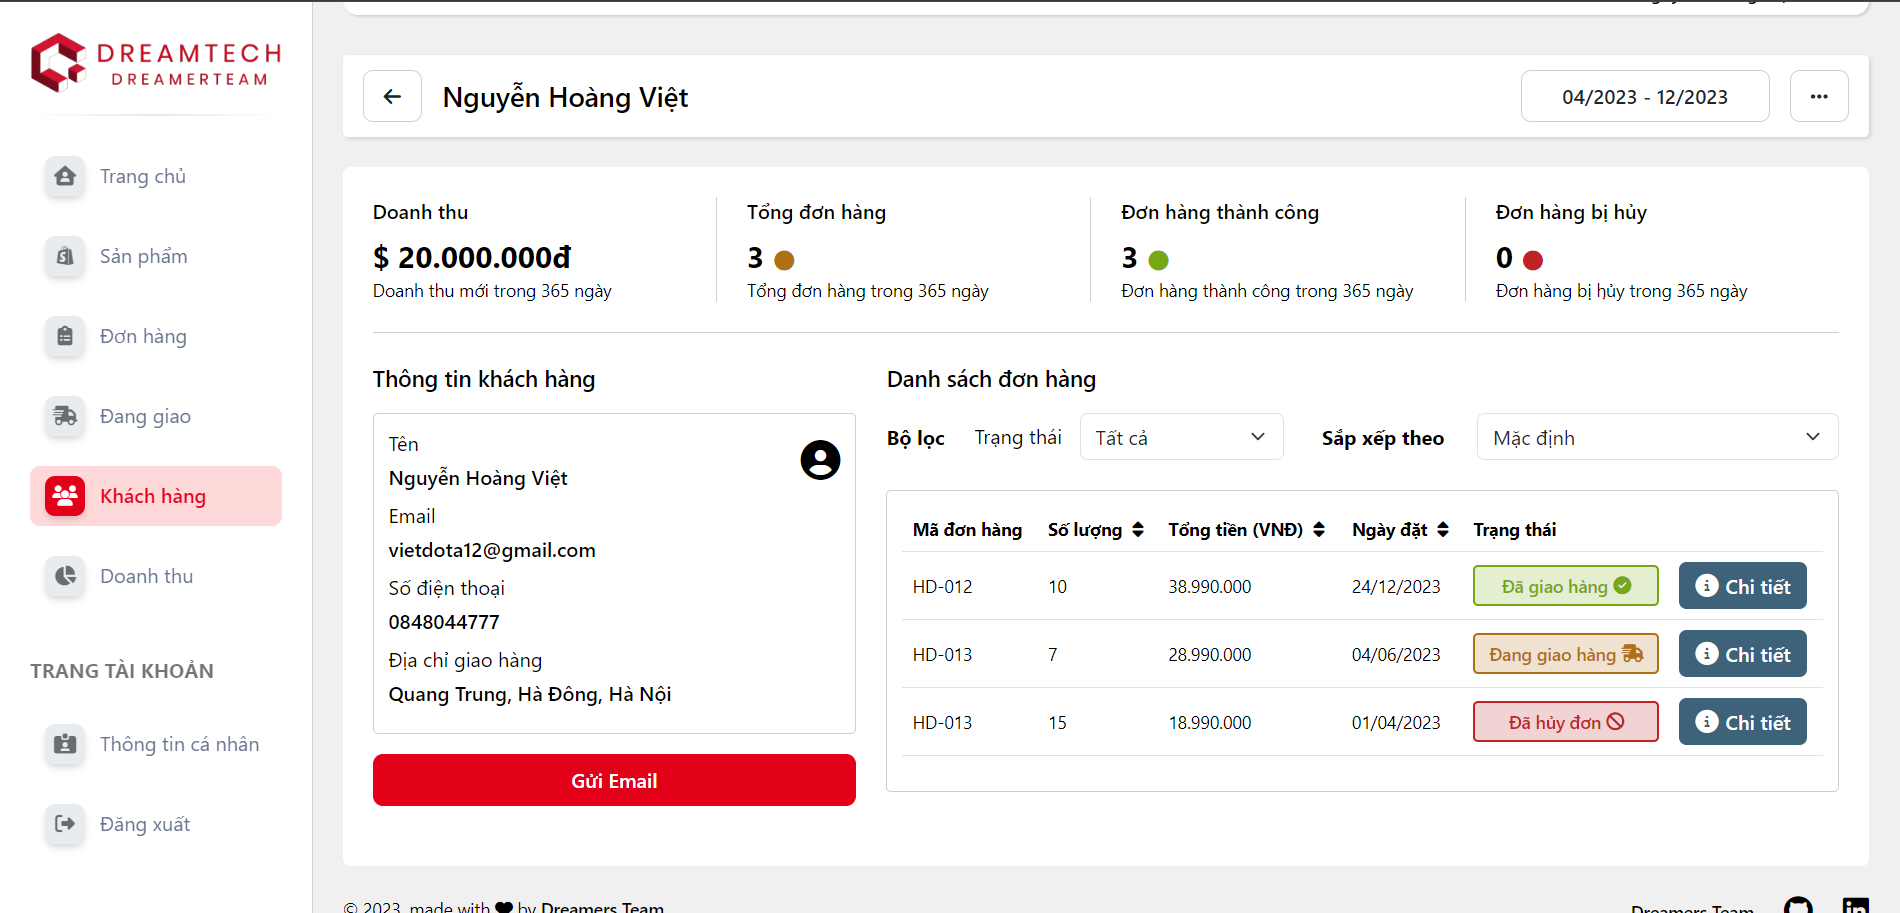 DREAMTECH
DREAMERTEAM
Trang chủ
Sản phẩm
Đơn hàng
Đang giao
Khách hàng
Doanh thu
TRANG TÀI KHOẢN
Thông tin cá nhân
Đăng xuất
Nguyễn Hoàng Việt
04/2023 - 12/2023
Doanh thu
$ 20.000.000đ
Doanh thu mới trong 365 ngày
Tổng đơn hàng
3
Tổng đơn hàng trong 365 ngày
Đơn hàng thành công
3
Đơn hàng thành công trong 365 ngày
Đơn hàng bị hủy
0
Đơn hàng bị hủy trong 365 ngày
Thông tin khách hàng
Tên
Nguyễn Hoàng Việt
Email
vietdota12@gmail.com
Số điện thoại
0848044777
Địa chỉ giao hàng
Quang Trung, Hà Đông, Hà Nội
Gửi Email
Danh sách đơn hàng
Bộ lọc Trạng thái Tất cả Sắp xếp theo Mặc định
Mã đơn hàng Số lượng Tổng tiền (VNĐ) Ngày đặt Trạng thái
HD-012 10 38.990.000 24/12/2023 Đã giao hàng Chi tiết
HD-013 7 28.990.000 04/06/2023 Đang giao hàng Chi tiết
HD-013 15 18.990.000 01/04/2023 Đã hủy đơn Chi tiết
© 2023, made with by Dreamers Team
Dreamers Team